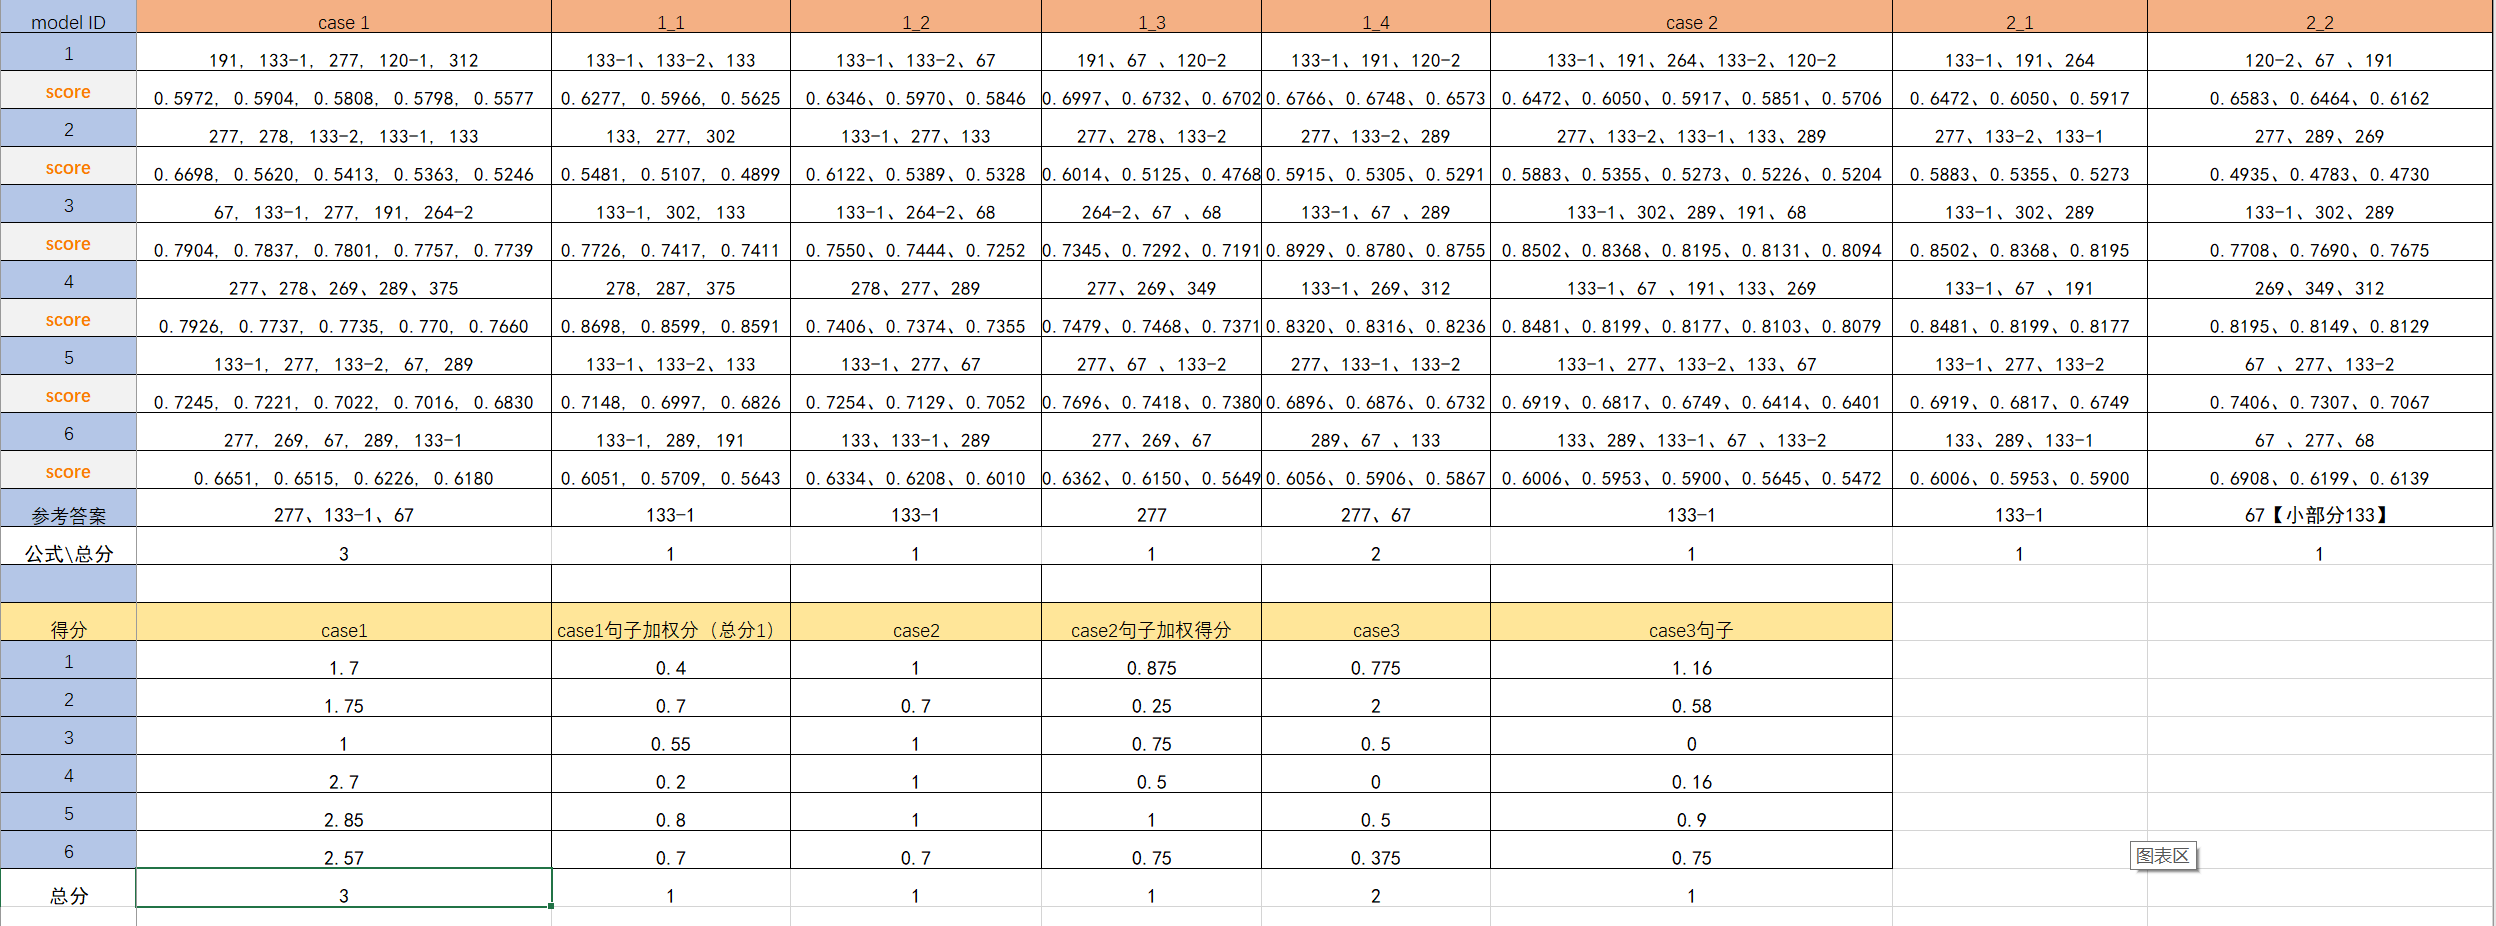 model ID	case 1	1_1	1_2	1_3	1_4	case 2	2_1	2_2
1	191, 133-1, 277, 120-1, 312	133-1、133-2、133	133-1、133-2、67	191、67 、120-2	133-1、191、120-2	133-1、191、264、133-2、120-2	133-1、191、264	120-2、67 、191
score	0.5972, 0.5904, 0.5808, 0.5798, 0.5577	0.6277, 0.5966, 0.5625	0.6346、0.5970、0.5846	0.6997、0.6732、0.6702	0.6766、0.6748、0.6573	0.6472、0.6050、0.5917、0.5851、0.5706	0.6472、0.6050、0.5917	0.6583、0.6464、0.6162
2	277, 278, 133-2, 133-1, 133	133, 277, 302	133-1、277、133	277、278、133-2	277、133-2、289	277、133-2、133-1、133、289	277、133-2、133-1	277、289、269
score	0.6698, 0.5620, 0.5413, 0.5363, 0.5246	0.5481, 0.5107, 0.4899	0.6122、0.5389、0.5328	0.6014、0.5125、0.4768	0.5915、0.5305、0.5291	0.5883、0.5355、0.5273、0.5226、0.5204	0.5883、0.5355、0.5273	0.4935、0.4783、0.4730
3	67, 133-1, 277, 191, 264-2	133-1, 302, 133	133-1、264-2、68	264-2、67 、68	133-1、67 、289	133-1、302、289、191、68	133-1、302、289	133-1、302、289
score	0.7904, 0.7837, 0.7801, 0.7757, 0.7739	0.7726, 0.7417, 0.7411	0.7550、0.7444、0.7252	0.7345、0.7292、0.7191	0.8929、0.8780、0.8755	0.8502、0.8368、0.8195、0.8131、0.8094	0.8502、0.8368、0.8195	0.7708、0.7690、0.7675
4	277、278、269、289、375	278, 287, 375	278、277、289	277、269、349	133-1、269、312	133-1、67 、191、133、269	133-1、67 、191	269、349、312
score	0.7926, 0.7737, 0.7735, 0.770, 0.7660	0.8698, 0.8599, 0.8591	0.7406、0.7374、0.7355	0.7479、0.7468、0.7371	0.8320、0.8316、0.8236	0.8481、0.8199、0.8177、0.8103、0.8079	0.8481、0.8199、0.8177	0.8195、0.8149、0.8129
5	133-1, 277, 133-2, 67, 289	133-1、133-2、133	133-1、277、67	277、67 、133-2	277、133-1、133-2	133-1、277、133-2、133、67	133-1、277、133-2	67 、277、133-2
score	0.7245, 0.7221, 0.7022, 0.7016, 0.6830	0.7148, 0.6997, 0.6826	0.7254、0.7129、0.7052	0.7696、0.7418、0.7380	0.6896、0.6876、0.6732	0.6919、0.6817、0.6749、0.6414、0.6401	0.6919、0.6817、0.6749	0.7406、0.7307、0.7067
6	277, 269, 67, 289, 133-1	133-1, 289, 191	133、133-1、289	277、269、67	289、67 、133	133、289、133-1、67 、133-2	133、289、133-1	67 、277、68
score	0.6651, 0.6515, 0.6226, 0.6180	0.6051, 0.5709, 0.5643	0.6334、0.6208、0.6010	0.6362、0.6150、0.5649	0.6056、0.5906、0.5867	0.6006、0.5953、0.5900、0.5645、0.5472	0.6006、0.5953、0.5900	0.6908、0.6199、0.6139
参考答案	277、133-1、67	133-1	133-1	277	277、67	133-1	133-1	67【小部分133】
公式\总分	3	1	1	1	2	1	1	1
得分	case1	case1句子加权分（总分1）	case2	case2句子加权得分	case3	case3句子
1	1.7	0.4	1	0.875	0.775	1.16
2	1.75	0.7	0.7	0.25	2	0.58
3	1	0.55	1	0.75	0.5	0
4	2.7	0.2	1	0.5	0	0.16
5	2.85	0.8	1	1	0.5	0.9
6	2.57	0.7	0.7	0.75	0.375	0.75
图表区
总分	3	1	1	1	2	1